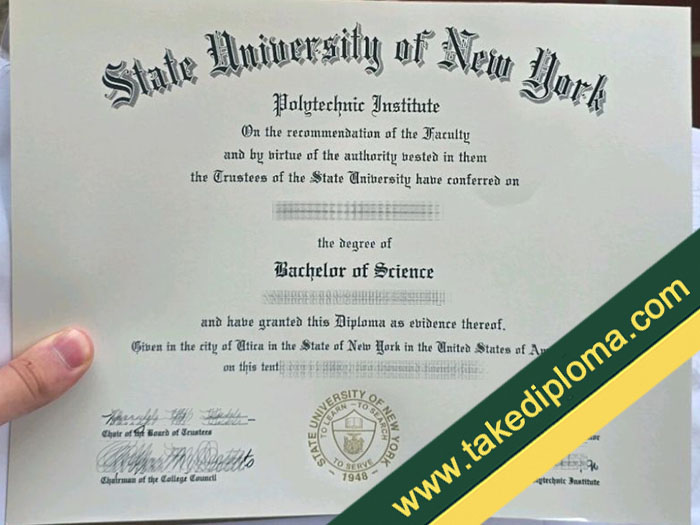 State University of New York
Polytechnic Institute
On the recommendation of the Faculty
and by virtue of the authority vested in them
the Trustees of the State University have conferred on
the degree of
Bachelor of Science
and have granted this Diploma as evidence thereof.
Given in the city of Utica in the State of New York in the United States of
on this tent
Chair of the Board of Trustees
Chairman of the College Council
STATE UNIVERSITY OF NEW YORK
TO LEARN - TO SEARCH
TO SERVE
1948
Polytechnic Institute
www.takediploma.com